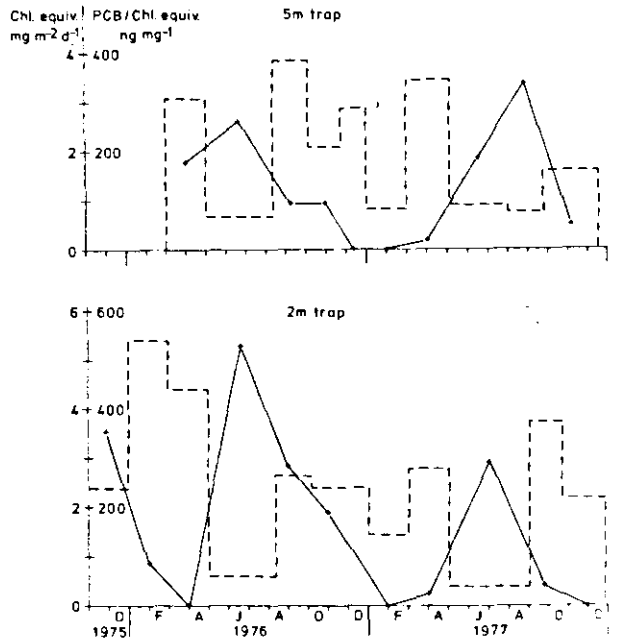 Chl. equiv. PCB/Chl. equiv. 5m trap
mg m⁻² d⁻¹ ng mg⁻¹
4 400
2 200
0
6 600 2m trap
4 400
2 200
0
D F A J A O D F A J A O D
1975 1976 1977